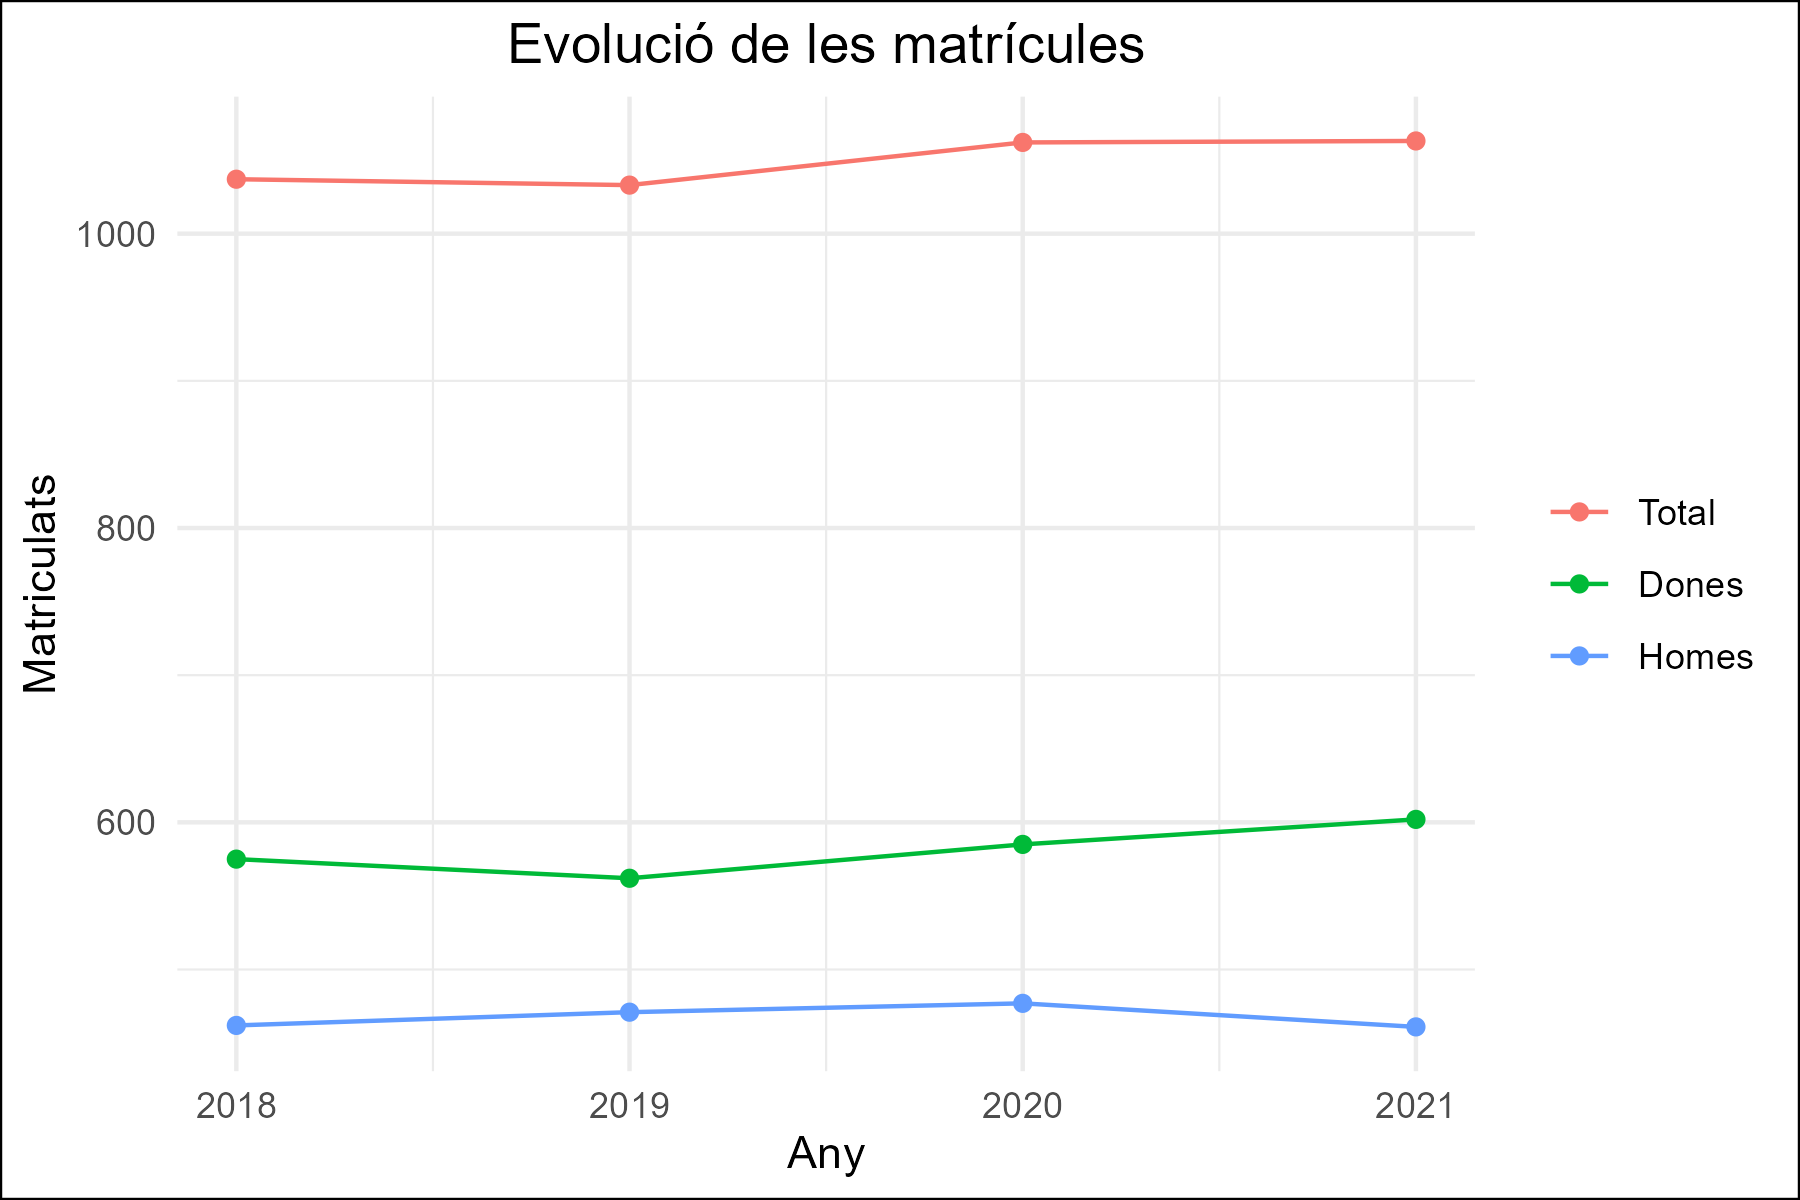 Evolució de les matrícules
Matriculats
1000
800
600
2018 2019 2020 2021
Any
Total
Dones
Homes